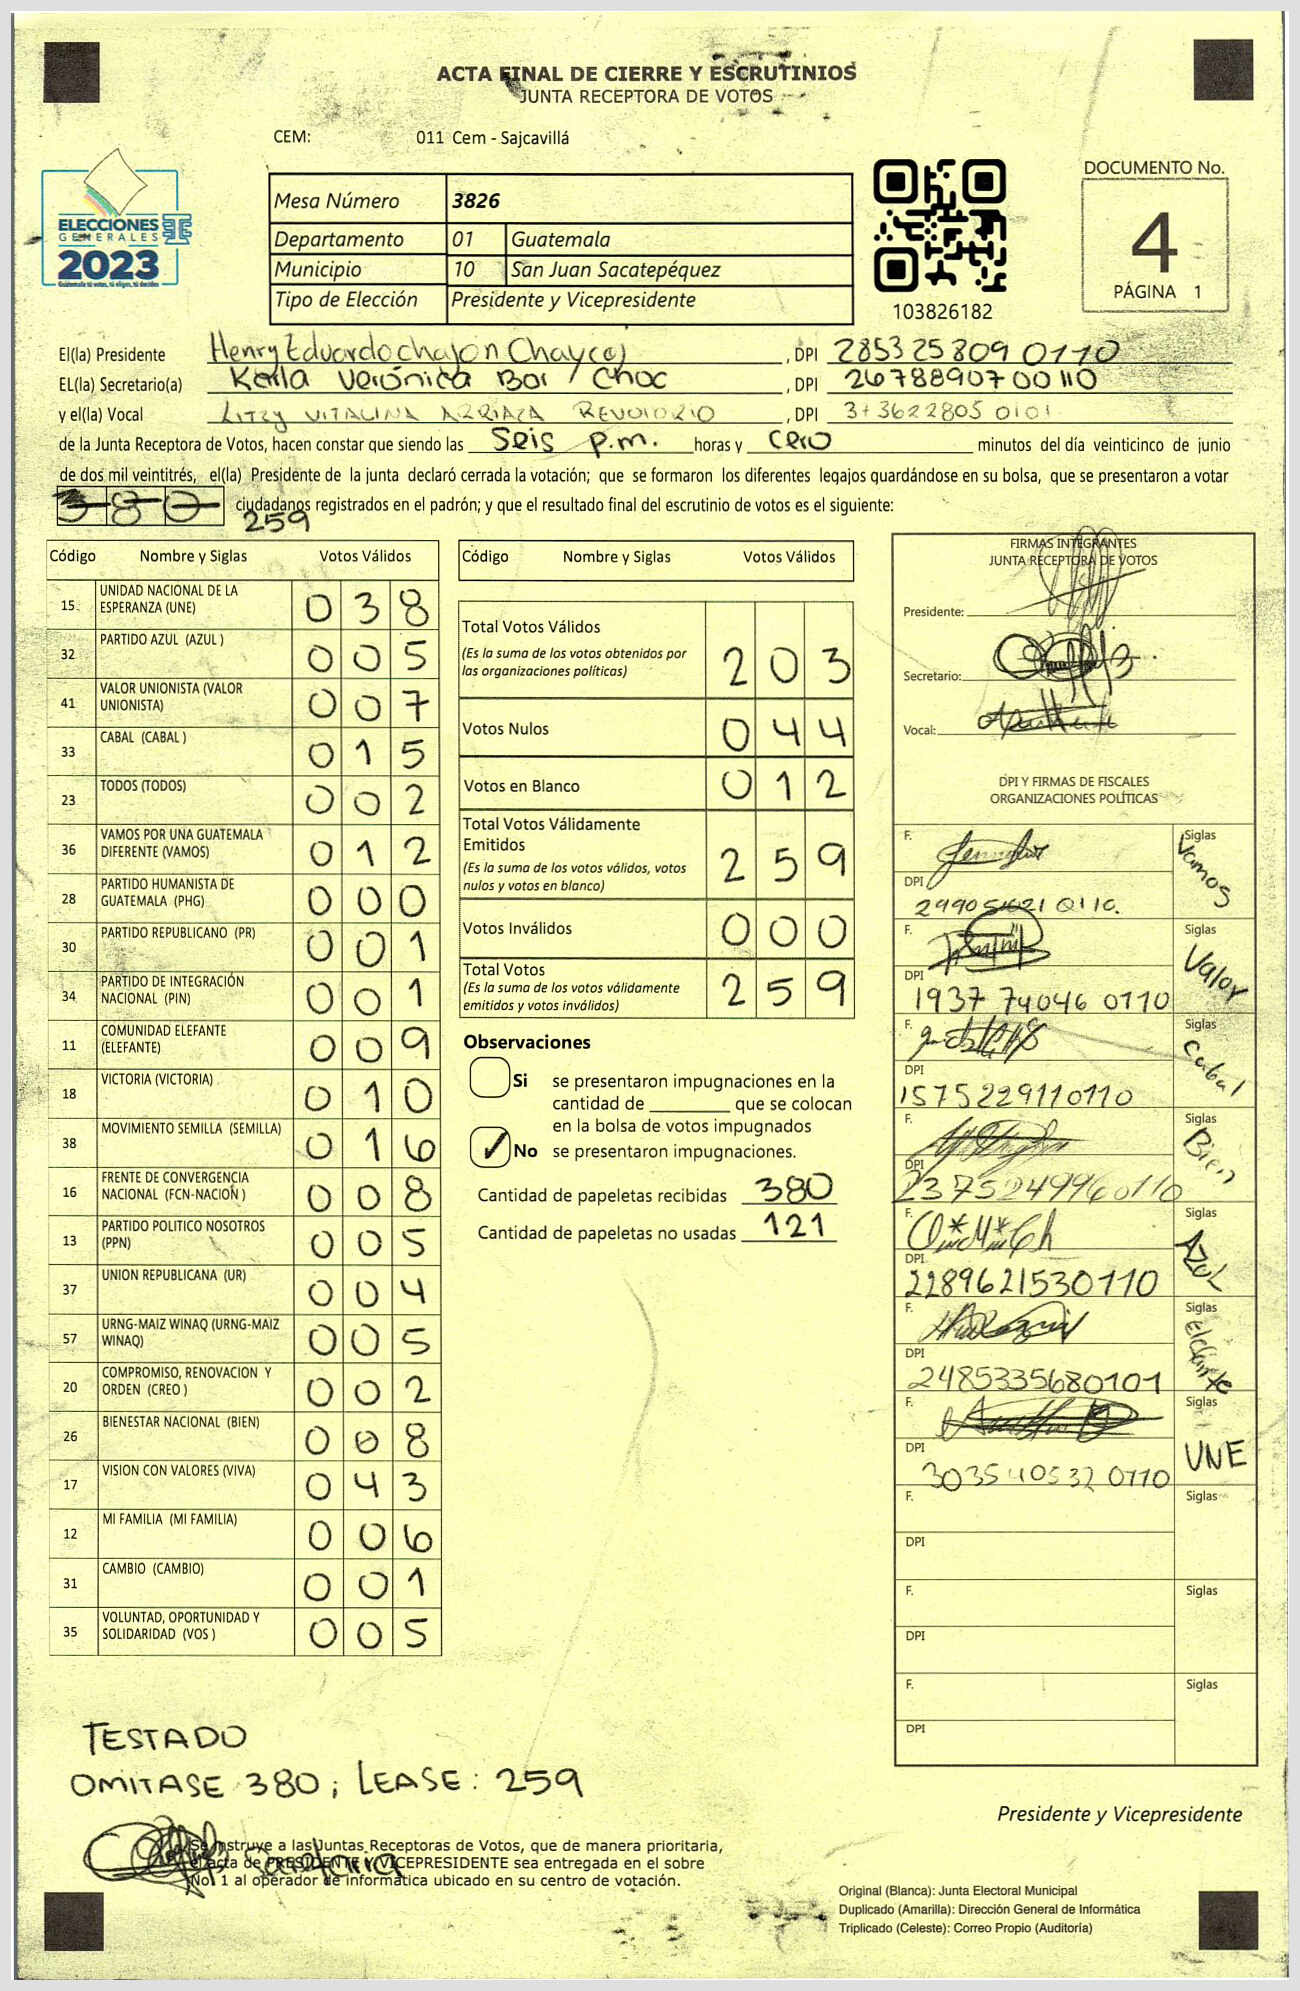 ACTA FINAL DE CIERRE Y ESCRUTINIOS
JUNTA RECEPTORA DE VOTOS
CEM: 011 Cem - Sajcavillá
ELECCIONES
GENERALES
2023
Guatemala tú votas, tú eliges, tú decides
Mesa Número 3826
Departamento 01 Guatemala
Municipio 10 San Juan Sacatepéquez
Tipo de Elección Presidente y Vicepresidente
103826182
DOCUMENTO No.
4
PÁGINA 1
El(la) Presidente Henry Eduardo chajón Chaycoj, DPI 285325809 0110
EL(la) Secretario(a) Karla Verónica Bor Choc, DPI 2678890700110
y el(la) Vocal LITZY VITALINA ARRIAZA REVOLORIO, DPI 3736228050101
de la Junta Receptora de Votos, hacen constar que siendo las Seis p.m. horas y cero minutos del día veinticinco de junio
de dos mil veintitrés, el(la) Presidente de la junta declaró cerrada la votación; que se formaron los diferentes legajos guardándose en su bolsa, que se presentaron a votar
380 ciudadanos registrados en el padrón; y que el resultado final del escrutinio de votos es el siguiente:
259
Código Nombre y Siglas Votos Válidos
15 UNIDAD NACIONAL DE LA ESPERANZA (UNE) 0 3 8
32 PARTIDO AZUL (AZUL ) 0 0 5
41 VALOR UNIONISTA (VALOR UNIONISTA) 0 0 7
33 CABAL (CABAL ) 0 1 5
23 TODOS (TODOS) 0 0 2
36 VAMOS POR UNA GUATEMALA DIFERENTE (VAMOS) 0 1 2
28 PARTIDO HUMANISTA DE GUATEMALA (PHG) 0 0 0
30 PARTIDO REPUBLICANO (PR) 0 0 1
34 PARTIDO DE INTEGRACIÓN NACIONAL (PIN) 0 0 1
11 COMUNIDAD ELEFANTE (ELEFANTE) 0 0 9
18 VICTORIA (VICTORIA) 0 1 0
38 MOVIMIENTO SEMILLA (SEMILLA) 0 1 6
16 FRENTE DE CONVERGENCIA NACIONAL (FCN-NACION) 0 0 8
13 PARTIDO POLITICO NOSOTROS (PPN) 0 0 5
37 UNION REPUBLICANA (UR) 0 0 4
57 URNG-MAIZ WINAQ (URNG-MAIZ WINAQ) 0 0 5
20 COMPROMISO, RENOVACION Y ORDEN (CREO ) 0 0 2
26 BIENESTAR NACIONAL (BIEN) 0 0 8
17 VISION CON VALORES (VIVA) 0 4 3
12 MI FAMILIA (MI FAMILIA) 0 0 6
31 CAMBIO (CAMBIO) 0 0 1
35 VOLUNTAD, OPORTUNIDAD Y SOLIDARIDAD (VOS ) 0 0 5
Código Nombre y Siglas Votos Válidos
Total Votos Válidos 2 0 3
(Es la suma de los votos obtenidos por
las organizaciones políticas)
Votos Nulos 0 4 4
Votos en Blanco 0 1 2
Total Votos Válidamente
Emitidos 2 5 9
(Es la suma de los votos válidos, votos
nulos y votos en blanco)
Votos Inválidos 0 0 0
Total Votos 2 5 9
(Es la suma de los votos válidamente
emitidos y votos inválidos)
Observaciones
Si se presentaron impugnaciones en la
cantidad de ________ que se colocan
en la bolsa de votos impugnados
No se presentaron impugnaciones.
Cantidad de papeletas recibidas 380
Cantidad de papeletas no usadas 121
FIRMAS INTEGRANTES
JUNTA RECEPTORA DE VOTOS
Presidente:
Secretario:
Vocal:
DPI Y FIRMAS DE FISCALES
ORGANIZACIONES POLÍTICAS
F. Siglas Vamos
DPI
F. Siglas Valor
DPI 1937 74046 0110
F. Siglas Cabal
DPI 1575229110110
F. Siglas Bien
DPI 2375249960110
F. Siglas Azul
DPI 2289621530110
F. Siglas Elefante
DPI 2485335680101
F. Siglas UNE
DPI
F. Siglas
DPI
F. Siglas
DPI
F. Siglas
DPI
TESTADO
OMITASE 380; LEASE: 259
Se instruye a las Juntas Receptoras de Votos, que de manera prioritaria,
el acta de PRESIDENTE Y VICEPRESIDENTE sea entregada en el sobre
No. 1 al operador de informática ubicado en su centro de votación.
Presidente y Vicepresidente
Original (Blanca): Junta Electoral Municipal
Duplicado (Amarilla): Dirección General de Informática
Triplicado (Celeste): Correo Propio (Auditoría)